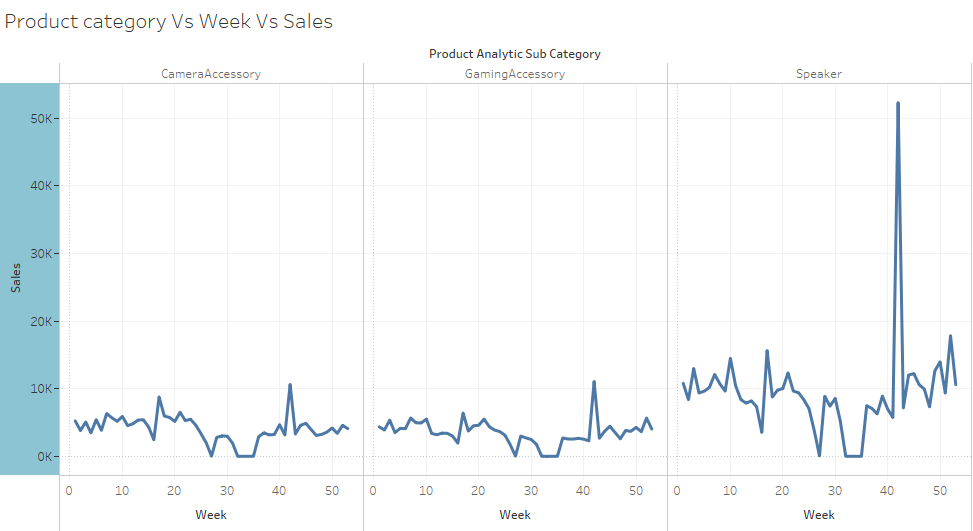 Product category Vs Week Vs Sales
Product Analytic Sub Category
CameraAccessory GamingAccessory Speaker
50K
40K
30K
20K
10K
0K
Sales
0 10 20 30 40 50 0 10 20 30 40 50 0 10 20 30 40 50
Week Week Week